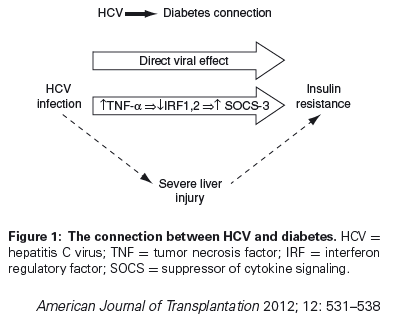 HCV → Diabetes connection
Direct viral effect
HCV
infection
↑TNF-α ⇒↓IRF1,2 ⇒↑ SOCS-3
Insulin
resistance
Severe liver
injury
Figure 1: The connection between HCV and diabetes. HCV =
hepatitis C virus; TNF = tumor necrosis factor; IRF = interferon
regulatory factor; SOCS = suppressor of cytokine signaling.
American Journal of Transplantation 2012; 12: 531–538